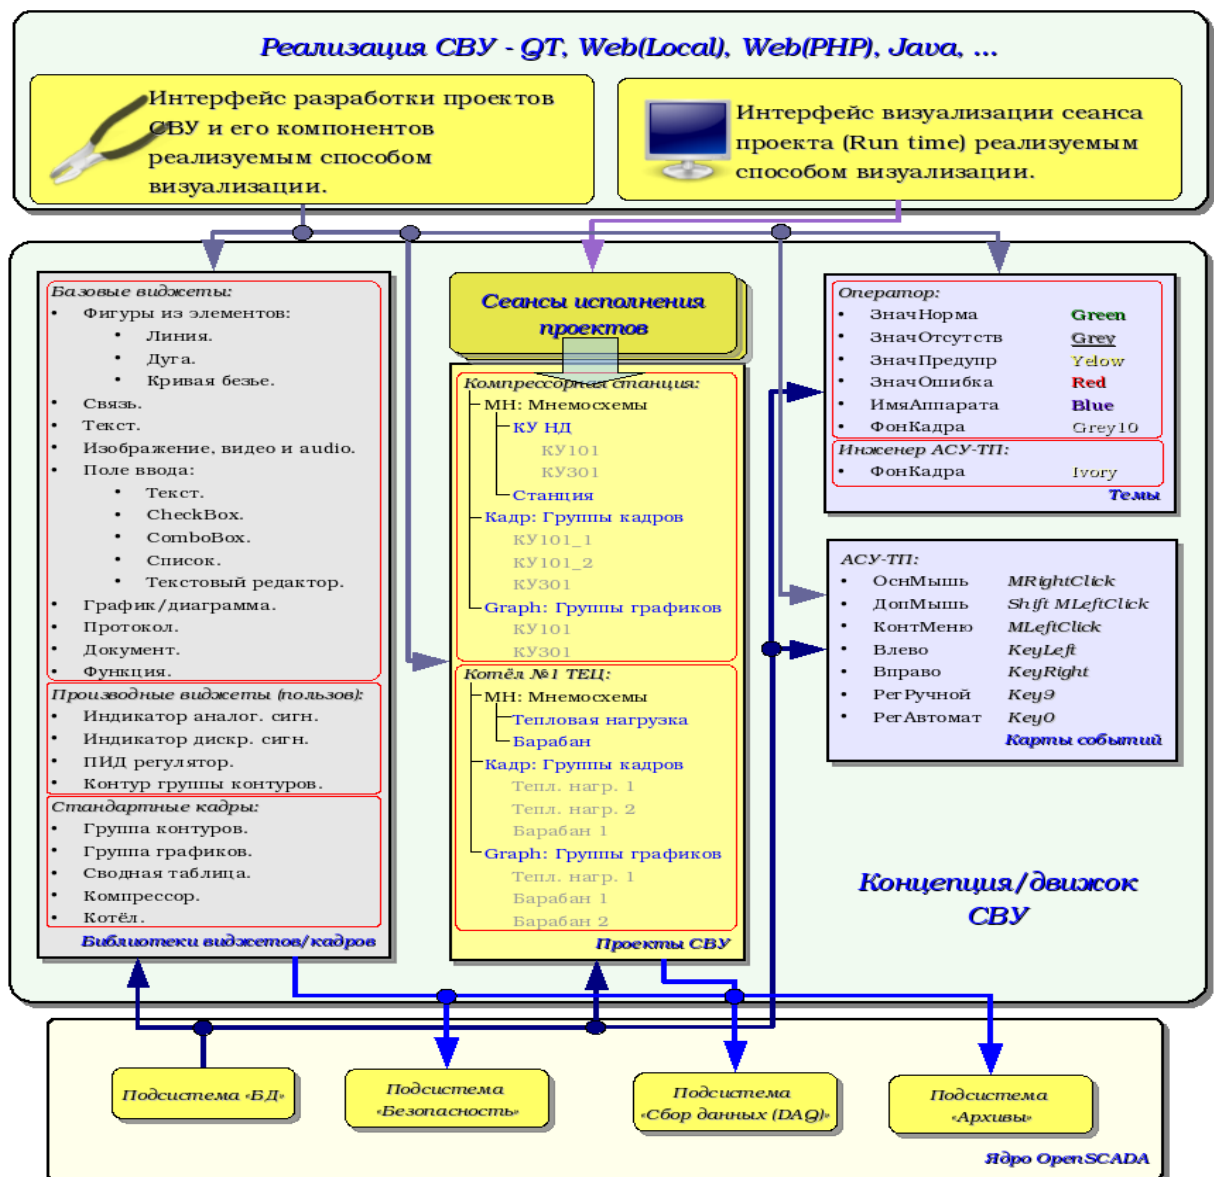 Реализация СВУ - QT, Web(Local), Web(PHP), Java, ...
Интерфейс разработки проектов
СВУ и его компонентов
реализуемым способом
визуализации.
Интерфейс визуализации сеанса
проекта (Run time) реализуемым
способом визуализации.
Базовые виджеты:
• Фигуры из элементов:
• Линия.
• Дуга.
• Кривая безье.
• Связь.
• Текст.
• Изображение, видео и audio.
• Поле ввода:
• Текст.
• CheckBox.
• ComboBox.
• Список.
• Текстовый редактор.
• График/диаграмма.
• Протокол.
• Документ.
• Функция.
Производные виджеты (пользов):
• Индикатор аналог. сигн.
• Индикатор дискр. сигн.
• ПИД регулятор.
• Контур группы контуров.
Стандартные кадры:
• Группа контуров.
• Группа графиков.
• Сводная таблица.
• Компрессор.
• Котёл.
Библиотеки виджетов/кадров
Сеансы исполнения
проектов
Компрессорная станция:
МН: Мнемосхемы
КУ НД
КУ101
КУ301
Станция
Кадр: Группы кадров
КУ101_1
КУ101_2
КУ301
Graph: Группы графиков
КУ101
КУ301
Котёл №1 ТЕЦ:
МН: Мнемосхемы
Тепловая нагрузка
Барабан
Кадр: Группы кадров
Тепл. нагр. 1
Тепл. нагр. 2
Барабан 1
Graph: Группы графиков
Тепл. нагр. 1
Барабан 1
Барабан 2
Проекты СВУ
Оператор:
• ЗначНорма Green
• ЗначОтсутств Grey
• ЗначПредупр Yelow
• ЗначОшибка Red
• ИмяАппарата Blue
• ФонКадра Grey10
Инженер АСУ-ТП:
• ФонКадра Ivory
Темы
АСУ-ТП:
• ОснМышь MRightClick
• ДопМышь Shift MLeftClick
• КонтМеню MLeftClick
• Влево KeyLeft
• Вправо KeyRight
• РегРучной Key9
• РегАвтомат Key0
Карты событий
Концепция/движок
СВУ
Подсистема «БД»
Подсистема
«Безопасность»
Подсистема
«Сбор данных (DAQ)»
Подсистема
«Архивы»
Ядро OpenSCADA